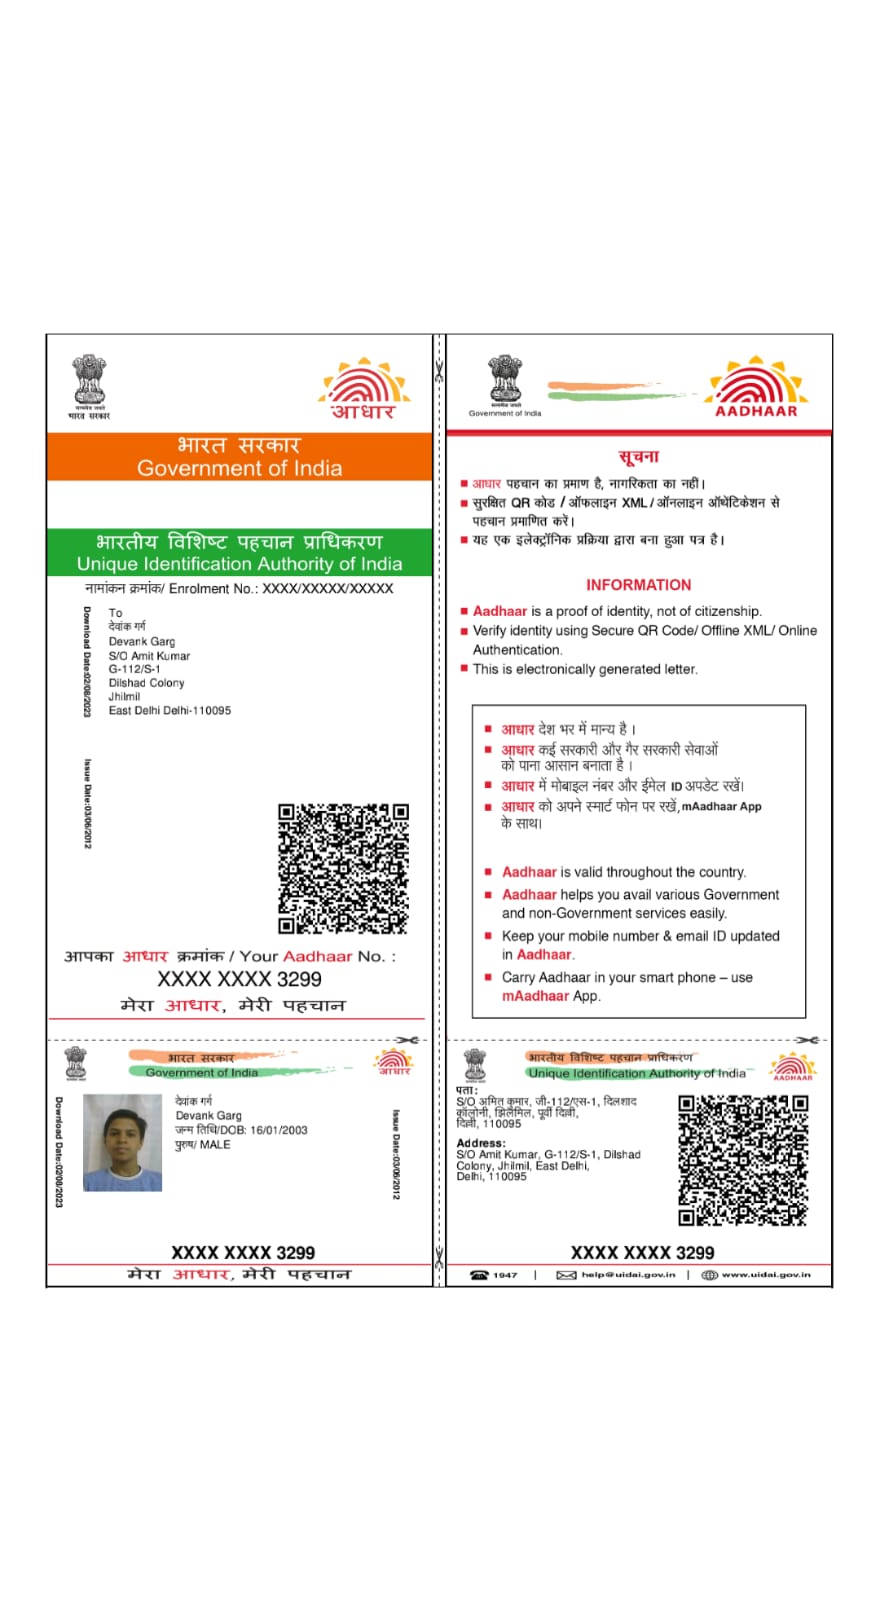 सत्यमेव जयते
भारत सरकार
आधार
भारत सरकार
Government of India
भारतीय विशिष्ट पहचान प्राधिकरण
Unique Identification Authority of India
नामांकन क्रमांक/ Enrolment No.: XXXX/XXXXX/XXXXX
Download Date:02/08/2023
To
देवांक गर्ग
Devank Garg
S/O Amit Kumar
G-112/S-1
Dilshad Colony
Jhilmil
East Delhi Delhi-110095
Issue Date:03/06/2012
आपका आधार क्रमांक / Your Aadhaar No. :
XXXX XXXX 3299
मेरा आधार, मेरी पहचान
सत्यमेव जयते
Government of India
AADHAAR
सूचना
आधार पहचान का प्रमाण है, नागरिकता का नहीं।
सुरक्षित QR कोड / ऑफलाइन XML / ऑनलाइन ऑथेंटिकेशन से
पहचान प्रमाणित करें।
यह एक इलेक्ट्रॉनिक प्रक्रिया द्वारा बना हुआ पत्र है।
INFORMATION
Aadhaar is a proof of identity, not of citizenship.
Verify identity using Secure QR Code/ Offline XML/ Online
Authentication.
This is electronically generated letter.
आधार देश भर में मान्य है ।
आधार कई सरकारी और गैर सरकारी सेवाओं
को पाना आसान बनाता है ।
आधार में मोबाइल नंबर और ईमेल ID अपडेट रखें।
आधार को अपने स्मार्ट फोन पर रखें, mAadhaar App
के साथ।
Aadhaar is valid throughout the country.
Aadhaar helps you avail various Government
and non-Government services easily.
Keep your mobile number & email ID updated
in Aadhaar.
Carry Aadhaar in your smart phone – use
mAadhaar App.
भारत सरकार
Government of India
आधार
Download Date:02/08/2023
देवांक गर्ग
Devank Garg
जन्म तिथि/DOB: 16/01/2003
पुरुष/ MALE
Issue Date:03/06/2012
XXXX XXXX 3299
मेरा आधार, मेरी पहचान
भारतीय विशिष्ट पहचान प्राधिकरण
Unique Identification Authority of India
AADHAAR
पता:
S/O अमित कुमार, जी-112/एस-1, दिलशाद
कॉलोनी, झिलमिल, पूर्वी दिल्ली,
दिल्ली, 110095
Address:
S/O Amit Kumar, G-112/S-1, Dilshad
Colony, Jhilmil, East Delhi,
Delhi, 110095
XXXX XXXX 3299
1947 | help@uidai.gov.in | www.uidai.gov.in